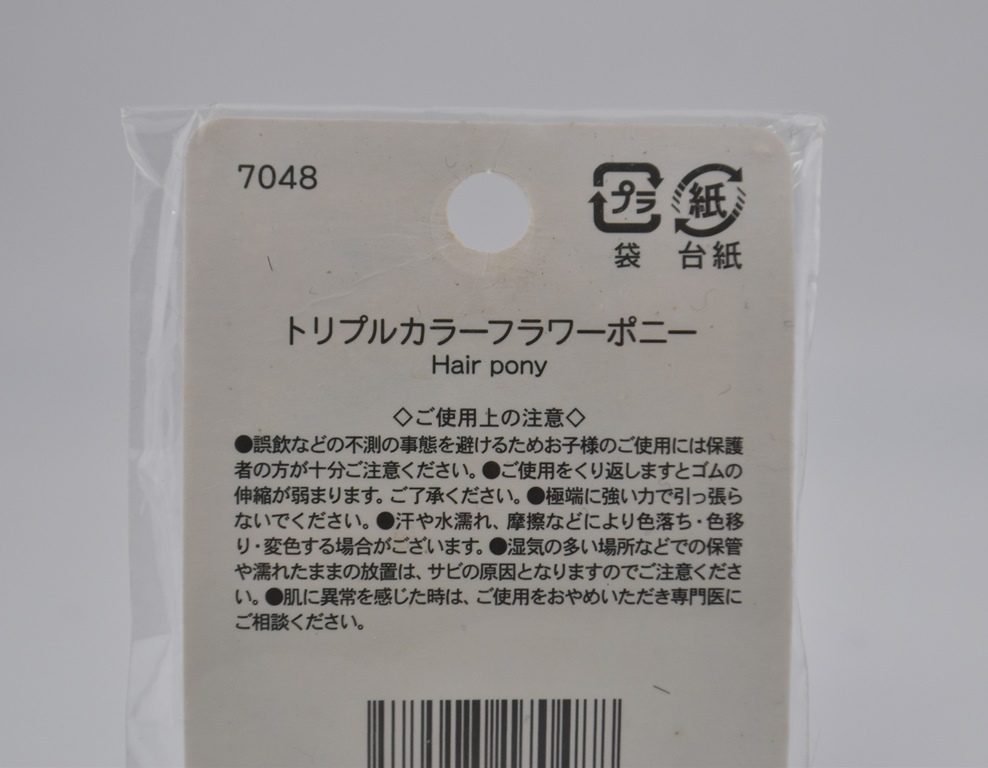 7048
プラ 紙
袋 台紙
トリプルカラーフラワーポニー
Hair pony
◇ご使用上の注意◇
●誤飲などの不測の事態を避けるためお子様のご使用には保護
者の方が十分ご注意ください。●ご使用をくり返しますとゴムの
伸縮が弱まります。ご了承ください。●極端に強い力で引っ張ら
ないでください。●汗や水濡れ、摩擦などにより色落ち・色移
り・変色する場合がございます。●湿気の多い場所などでの保管
や濡れたままの放置は、サビの原因となりますのでご注意くださ
い。●肌に異常を感じた時は、ご使用をおやめいただき専門医に
ご相談ください。